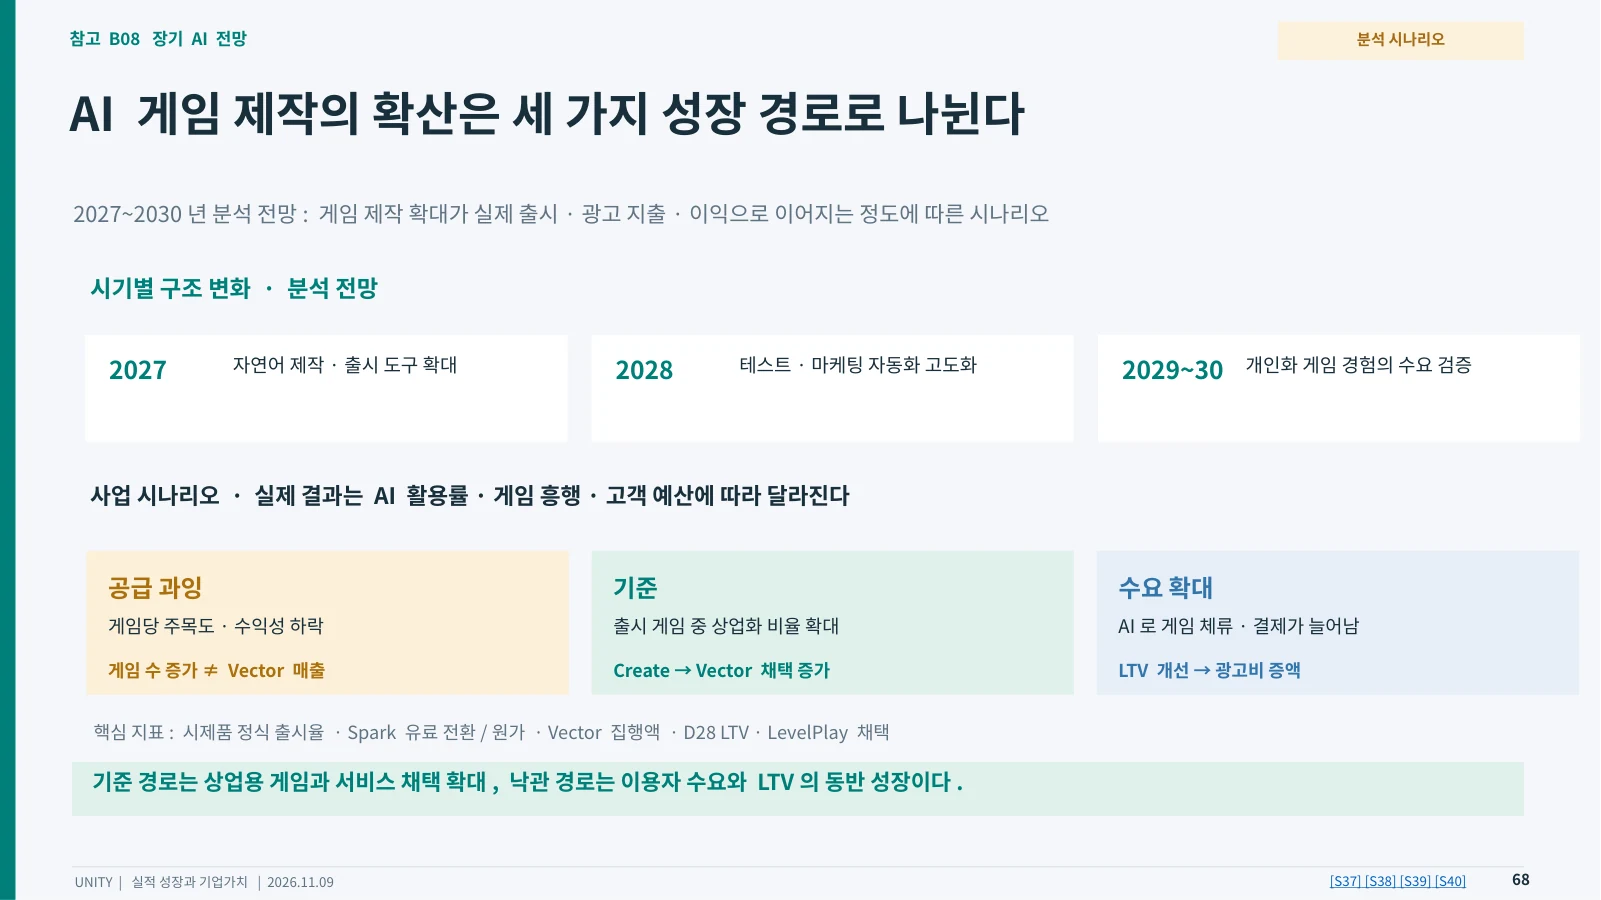 참고 B08 장기 AI 전망
분석 시나리오
AI 게임 제작의 확산은 세 가지 성장 경로로 나뉜다
2027~2030 년 분석 전망 : 게임 제작 확대가 실제 출시 · 광고 지출 · 이익으로 이어지는 정도에 따른 시나리오
시기별 구조 변화 · 분석 전망
2027 자연어 제작 · 출시 도구 확대
2028 테스트 · 마케팅 자동화 고도화
2029~30 개인화 게임 경험의 수요 검증
사업 시나리오 · 실제 결과는 AI 활용률 · 게임 흥행 · 고객 예산에 따라 달라진다
공급 과잉
게임당 주목도 · 수익성 하락
게임 수 증가 ≠ Vector 매출
기준
출시 게임 중 상업화 비율 확대
Create → Vector 채택 증가
수요 확대
AI 로 게임 체류 · 결제가 늘어남
LTV 개선 → 광고비 증액
핵심 지표 : 시제품 정식 출시율 · Spark 유료 전환 / 원가 · Vector 집행액 · D28 LTV · LevelPlay 채택
기준 경로는 상업용 게임과 서비스 채택 확대 , 낙관 경로는 이용자 수요와 LTV 의 동반 성장이다 .
UNITY | 실적 성장과 기업가치 | 2026.11.09
[S37] [S38] [S39] [S40]
68